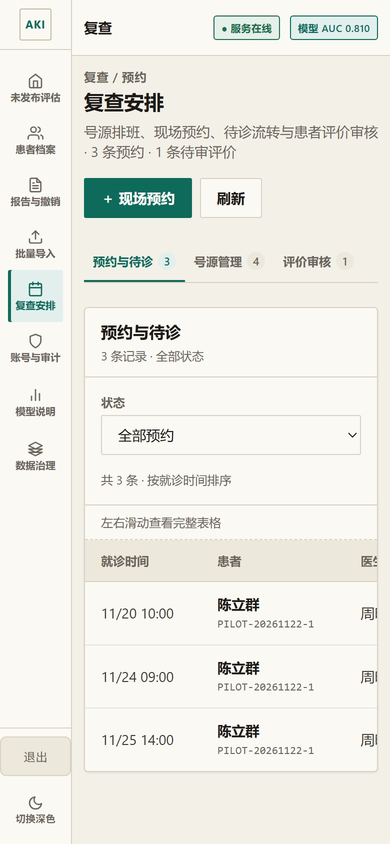 AKI
复查
● 服务在线
模型 AUC 0.810
未发布评估
患者档案
报告与撤销
批量导入
复查安排
账号与审计
模型说明
数据治理
退出
切换深色
复查 / 预约
复查安排
号源排班、现场预约、待诊流转与患者评价审核
· 3 条预约 · 1 条待审评价
＋ 现场预约
刷新
预约与待诊 3
号源管理 4
评价审核 1
预约与待诊
3 条记录 · 全部状态
状态
全部预约
共 3 条 · 按就诊时间排序
左右滑动查看完整表格
就诊时间 患者 医
11/20 10:00 陈立群 周
PILOT-20261122-1
11/24 09:00 陈立群 周
PILOT-20261122-1
11/25 14:00 陈立群 周
PILOT-20261122-1